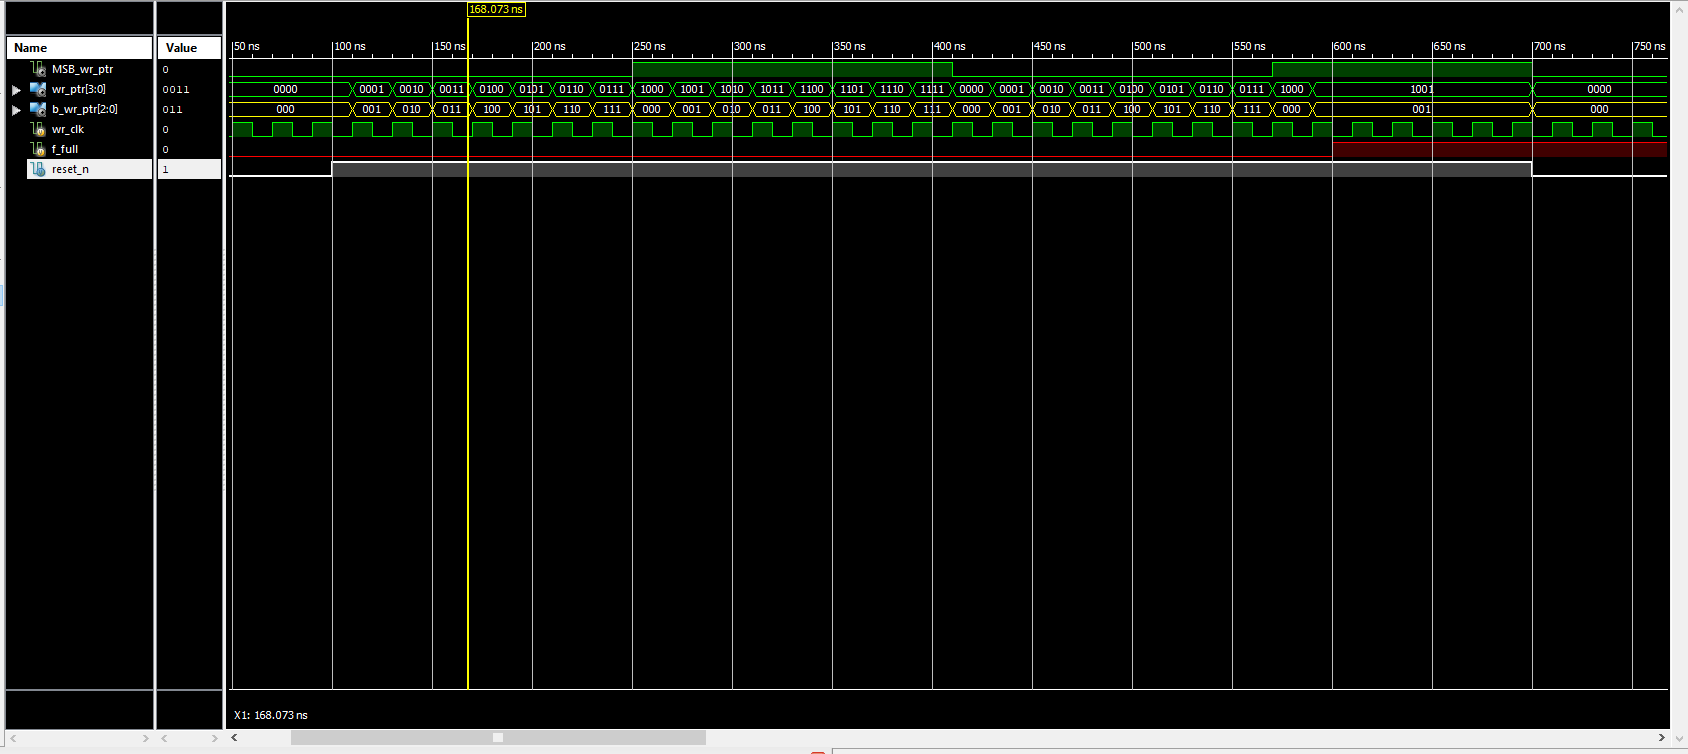 168.073 ns
Name Value 50 ns 100 ns 150 ns 200 ns 250 ns 300 ns 350 ns 400 ns 450 ns 500 ns 550 ns 600 ns 650 ns 700 ns 750 ns
MSB_wr_ptr 0
wr_ptr[3:0] 0011 0000 0001 0010 0011 0100 0101 0110 0111 1000 1001 1010 1011 1100 1101 1110 1111 0000 0001 0010 0011 0100 0101 0110 0111 1000 1001 0000
b_wr_ptr[2:0] 011 000 001 010 011 100 101 110 111 000 001 010 011 100 101 110 111 000 001 010 011 100 101 110 111 000 001 000
wr_clk 0
f_full 0
reset_n 1
X1: 168.073 ns